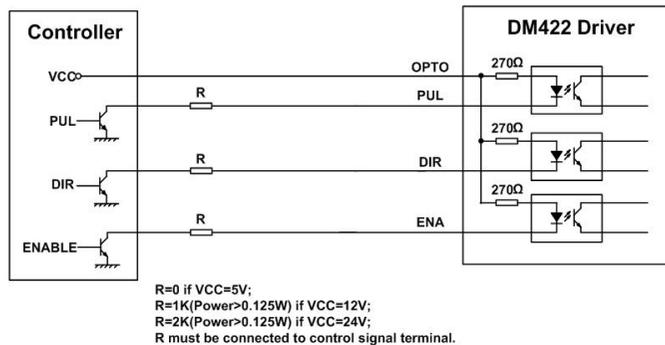 Controller
DM422 Driver
VCC
OPTO
270Ω
R
PUL
PUL
270Ω
R
DIR
DIR
270Ω
R
ENA
ENABLE
R=0 if VCC=5V;
R=1K(Power>0.125W) if VCC=12V;
R=2K(Power>0.125W) if VCC=24V;
R must be connected to control signal terminal.